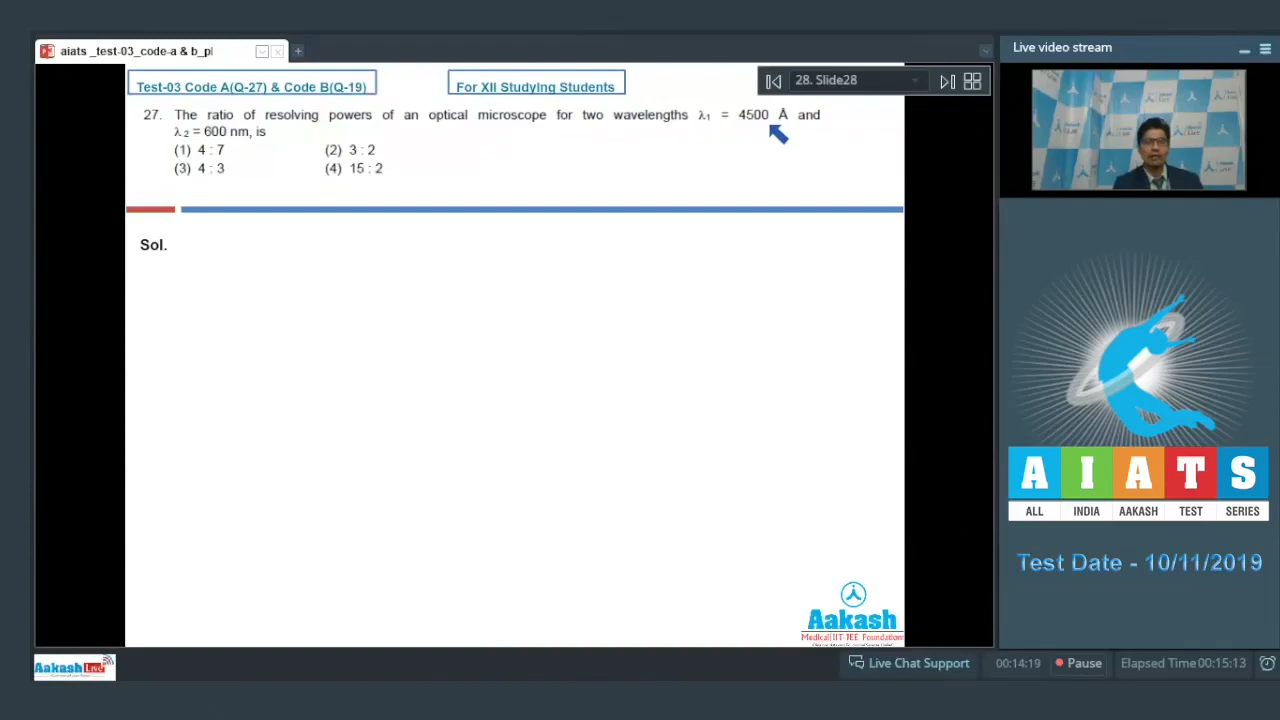 aiats _test-03_code-a & b_pl
Live video stream
Test-03 Code A(Q-27) & Code B(Q-19)
For XII Studying Students
28. Slide28
27. The ratio of resolving powers of an optical microscope for two wavelengths λ1 = 4500 Å and
λ 2 = 600 nm, is
(1) 4 : 7 (2) 3 : 2
(3) 4 : 3 (4) 15 : 2
Sol.
A I A T S
ALL INDIA AAKASH TEST SERIES
Test Date - 10/11/2019
Aakash
Medical|IIT-JEE|Foundations
Aakash Live
Live Chat Support
00:14:19
Pause
Elapsed Time 00:15:13